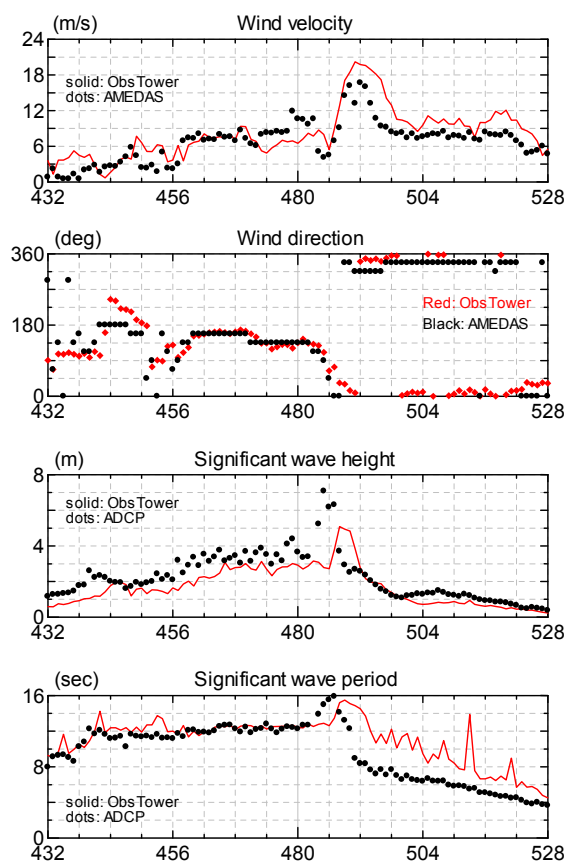 (m/s) Wind velocity
24
18
solid: ObsTower
dots: AMEDAS
12
6
0
432 456 480 504 528
(deg) Wind direction
360
Red: ObsTower
180
Black: AMEDAS
0
432 456 480 504 528
(m) Significant wave height
8
solid: ObsTower
dots: ADCP
4
0
432 456 480 504 528
(sec) Significant wave period
16
12
8
solid: ObsTower
4
dots: ADCP
0
432 456 480 504 528